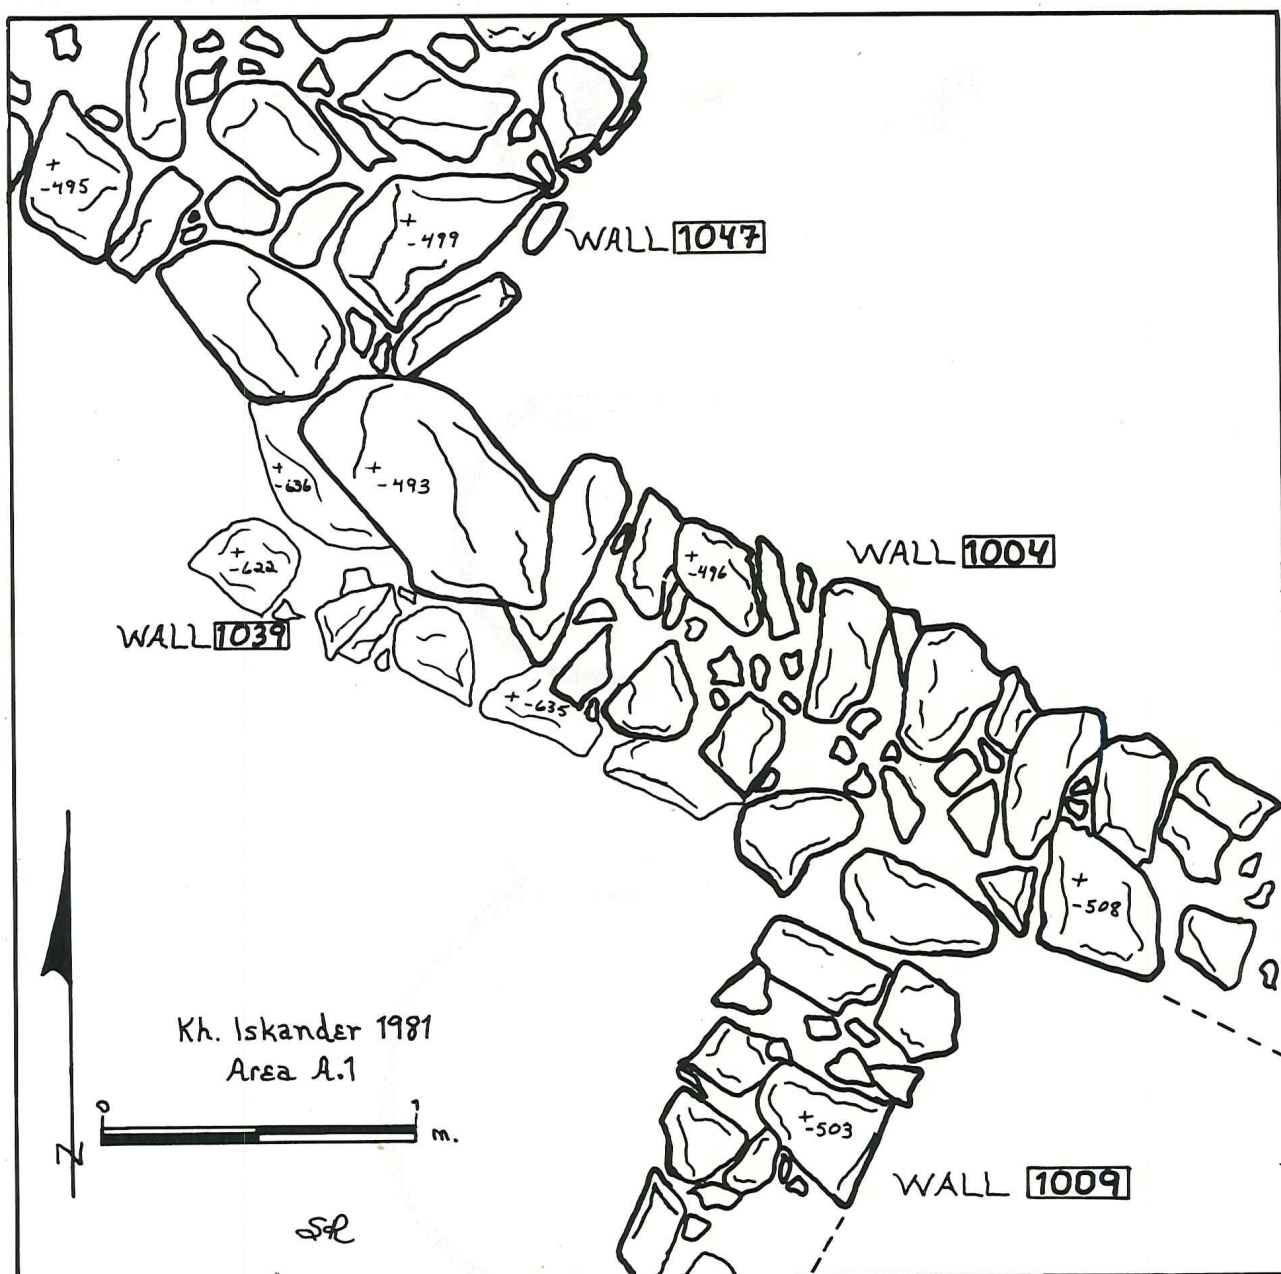 +
-495
+
-499
WALL 1047
+
-636
+
-493
+
-622
WALL 1039
+
-496
WALL 1004
+ -635
+
-508
Kh. Iskander 1981
Area A.1
0 1
m.
N
+
-503
WALL 1009
SR